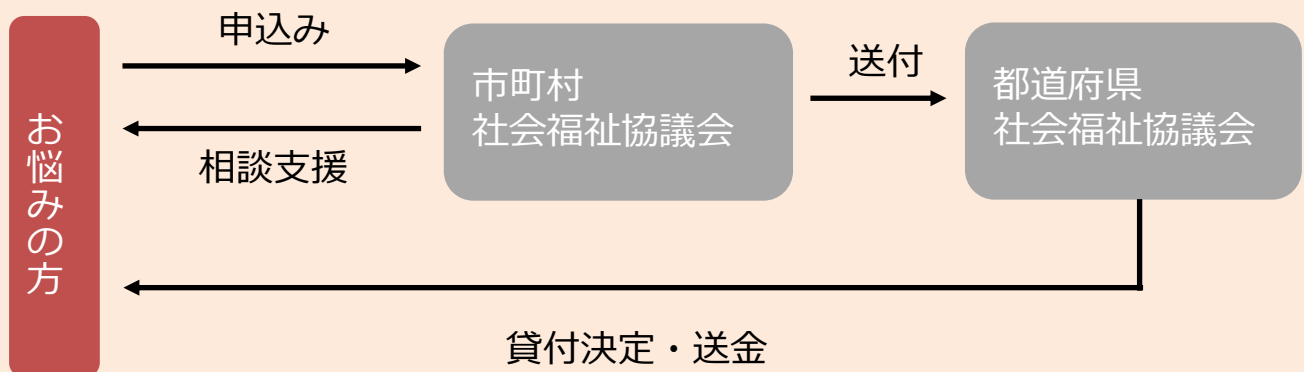 お悩みの方
申込み
相談支援
市町村
社会福祉協議会
送付
都道府県
社会福祉協議会
貸付決定・送金